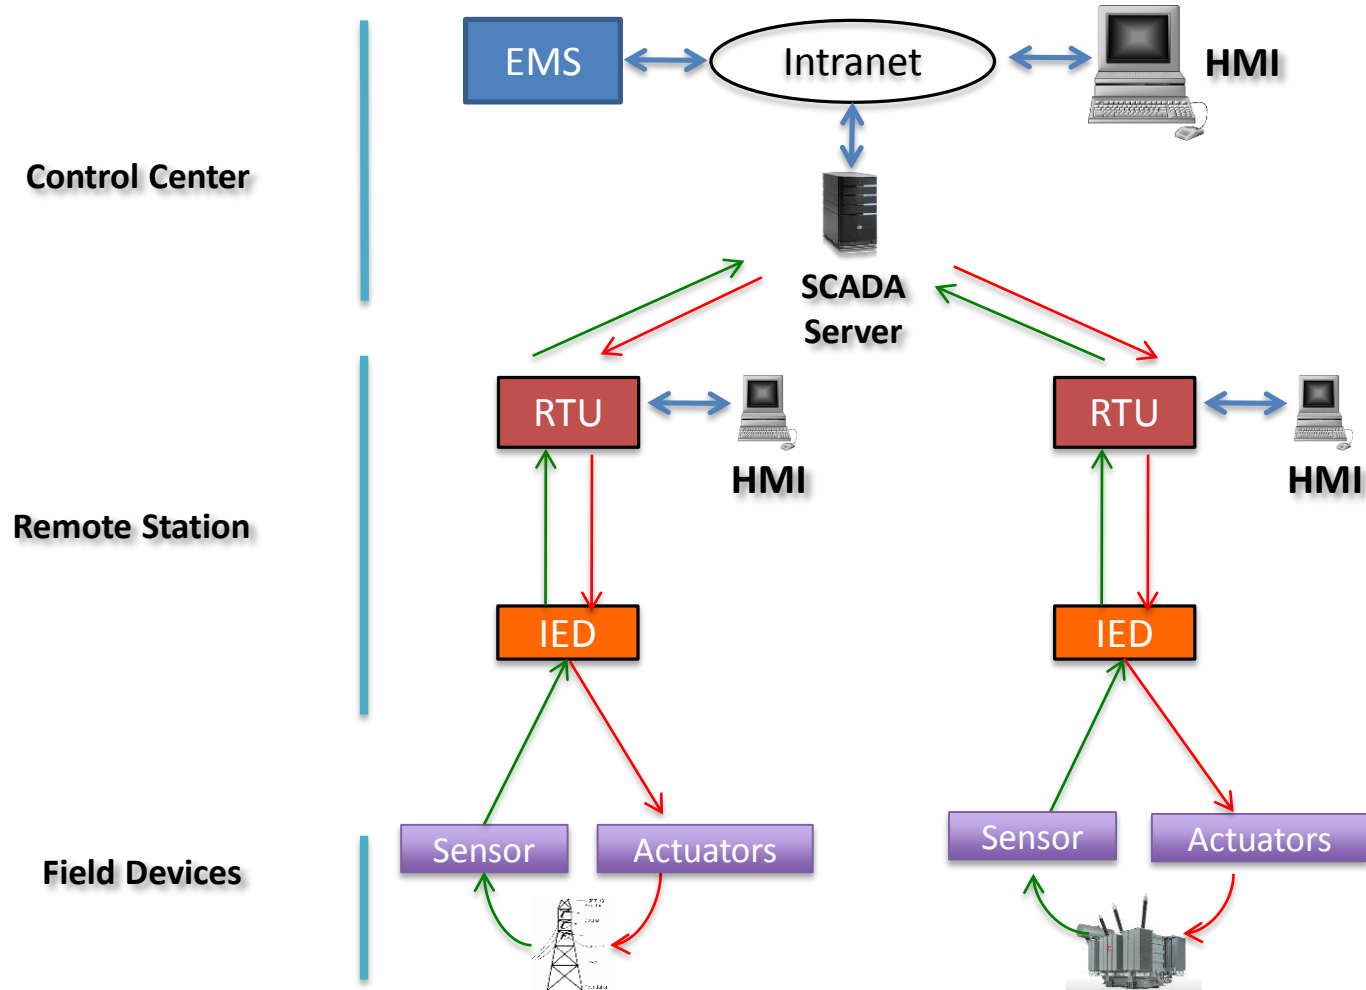 EMS
Intranet
HMI
Control Center
SCADA
Server
RTU
RTU
HMI
HMI
Remote Station
IED
IED
Sensor
Actuators
Sensor
Actuators
Field Devices